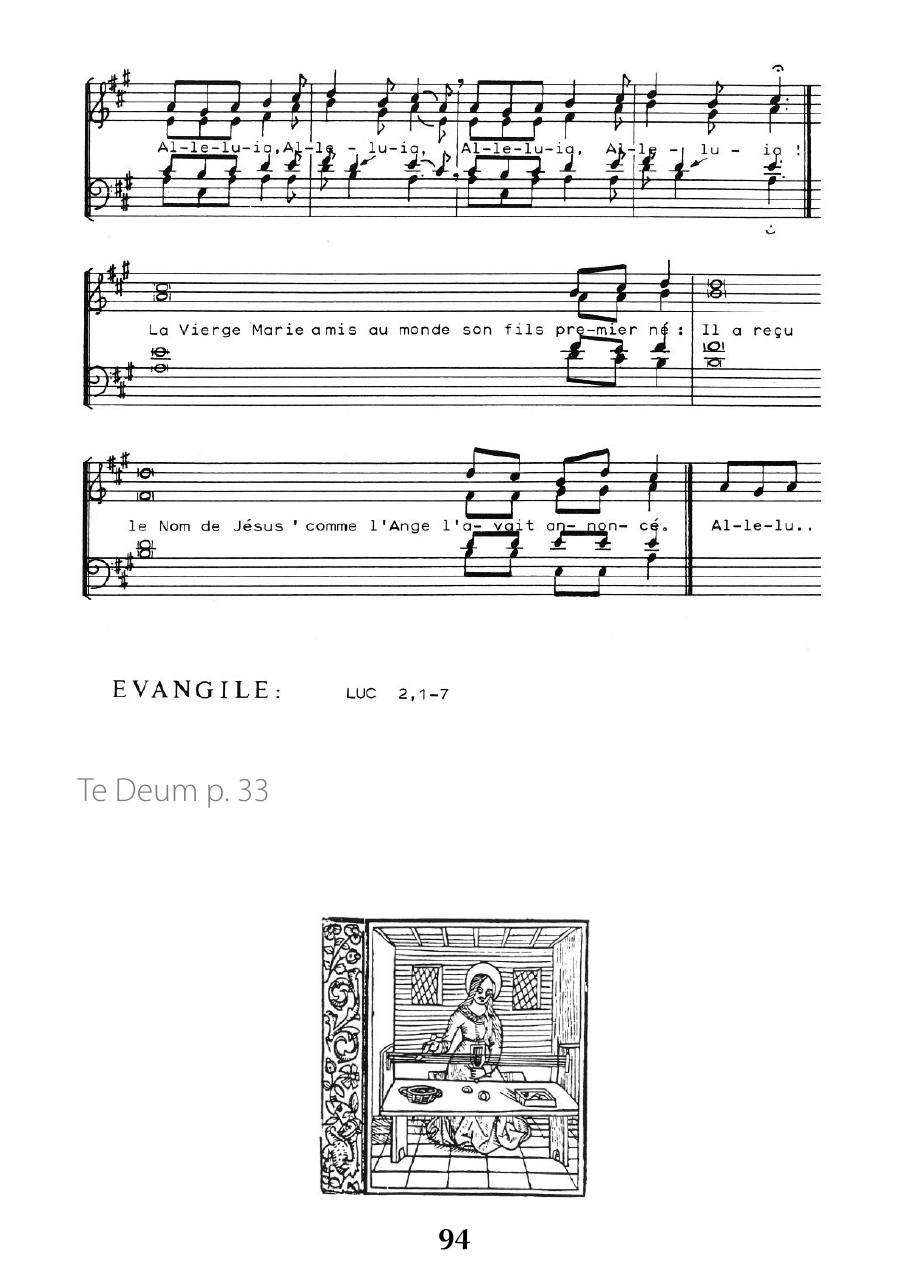 Al-le-lu-ia,Al-le - lu-ia, Al-le-lu-ia, Al-le - lu - ia !
La Vierge Marie a mis au monde son fils pre-mier né : Il a reçu
le Nom de Jésus ' comme l'Ange l'a- vait an- non- cé. Al-le-lu..
EVANGILE: LUC 2,1-7
Te Deum p. 33
94